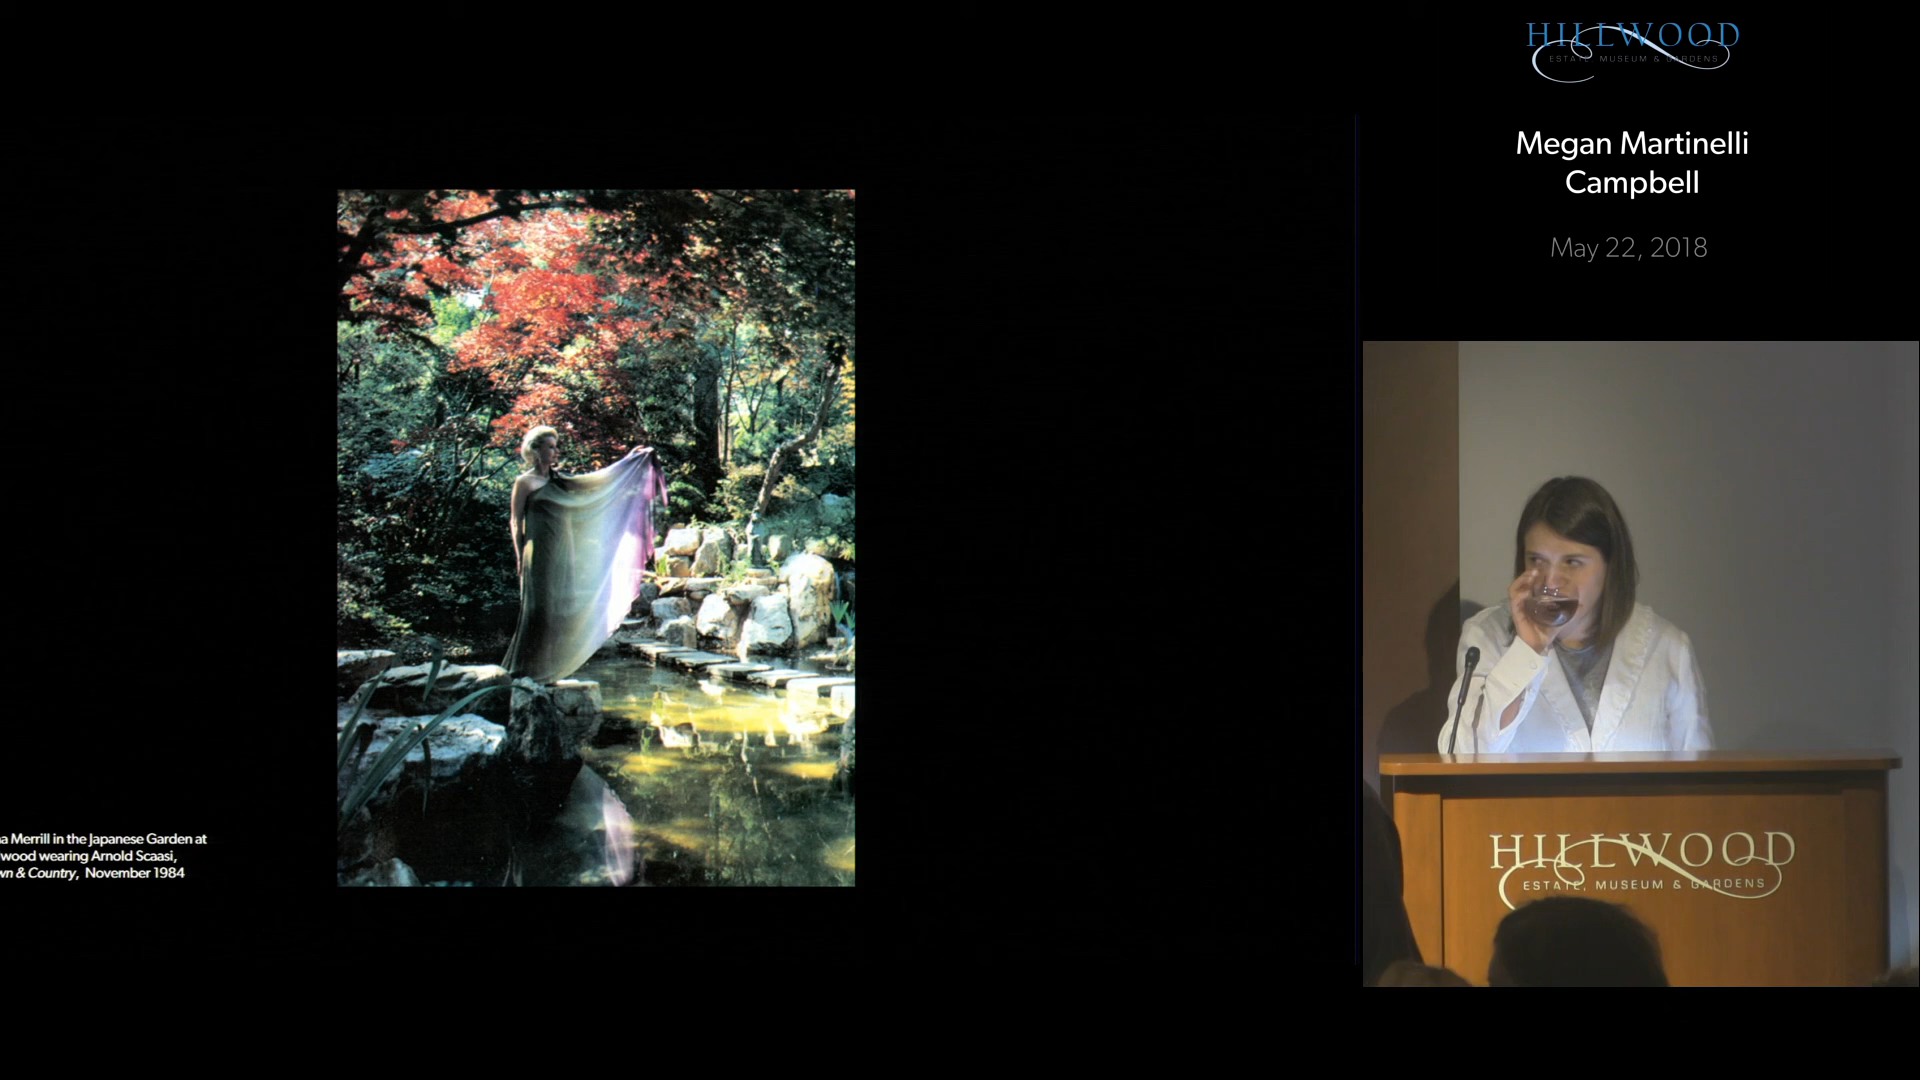 HILLWOOD
ESTATE, MUSEUM & GARDENS
Megan Martinelli
Campbell
May 22, 2018
a Merrill in the Japanese Garden at
wood wearing Arnold Scaasi,
wn & Country, November 1984
HILLWOOD
ESTATE, MUSEUM & GARDENS